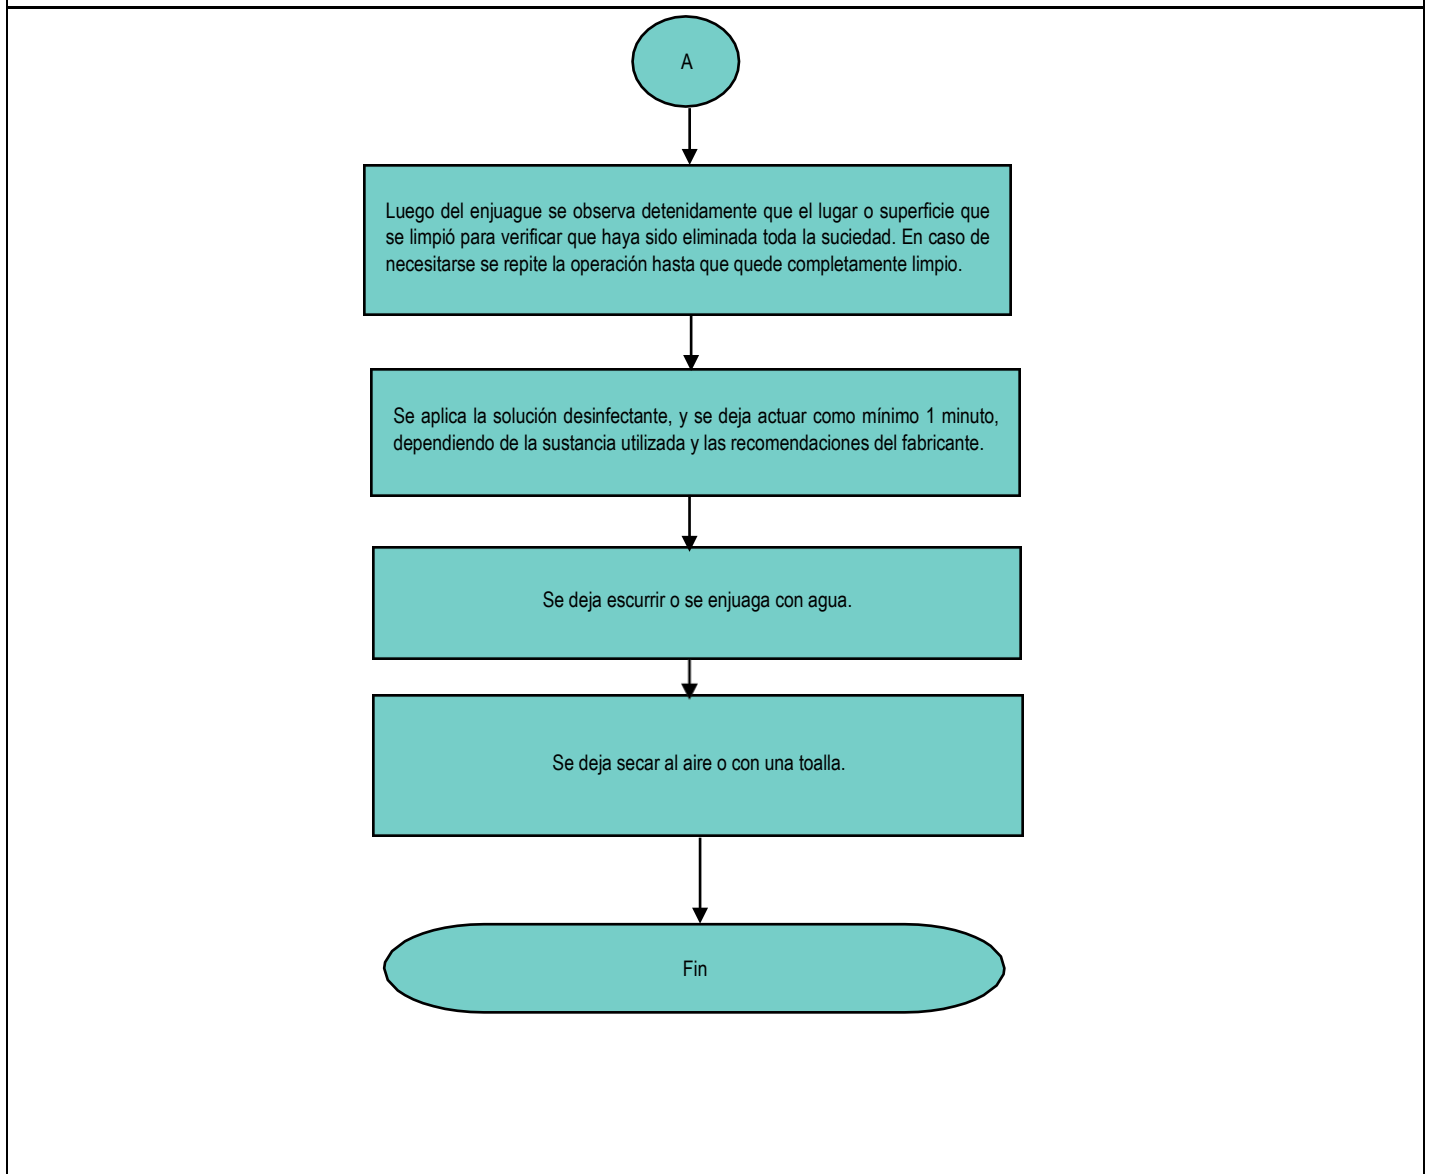 A
Luego del enjuague se observa detenidamente que el lugar o superficie que
se limpió para verificar que haya sido eliminada toda la suciedad. En caso de
necesitarse se repite la operación hasta que quede completamente limpio.
Se aplica la solución desinfectante, y se deja actuar como mínimo 1 minuto,
dependiendo de la sustancia utilizada y las recomendaciones del fabricante.
Se deja escurrir o se enjuaga con agua.
Se deja secar al aire o con una toalla.
Fin